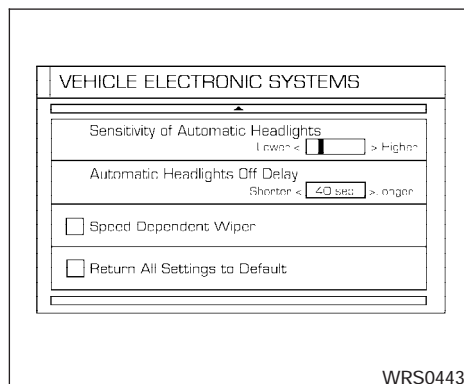 VEHICLE ELECTRONIC SYSTEMS
Sensitivity of Automatic Headlights
Lower < > Higher
Automatic Headlights Off Delay
Shorter < 40 sec > Longer
Speed Dependent Wiper
Return All Settings to Default
WRS0443